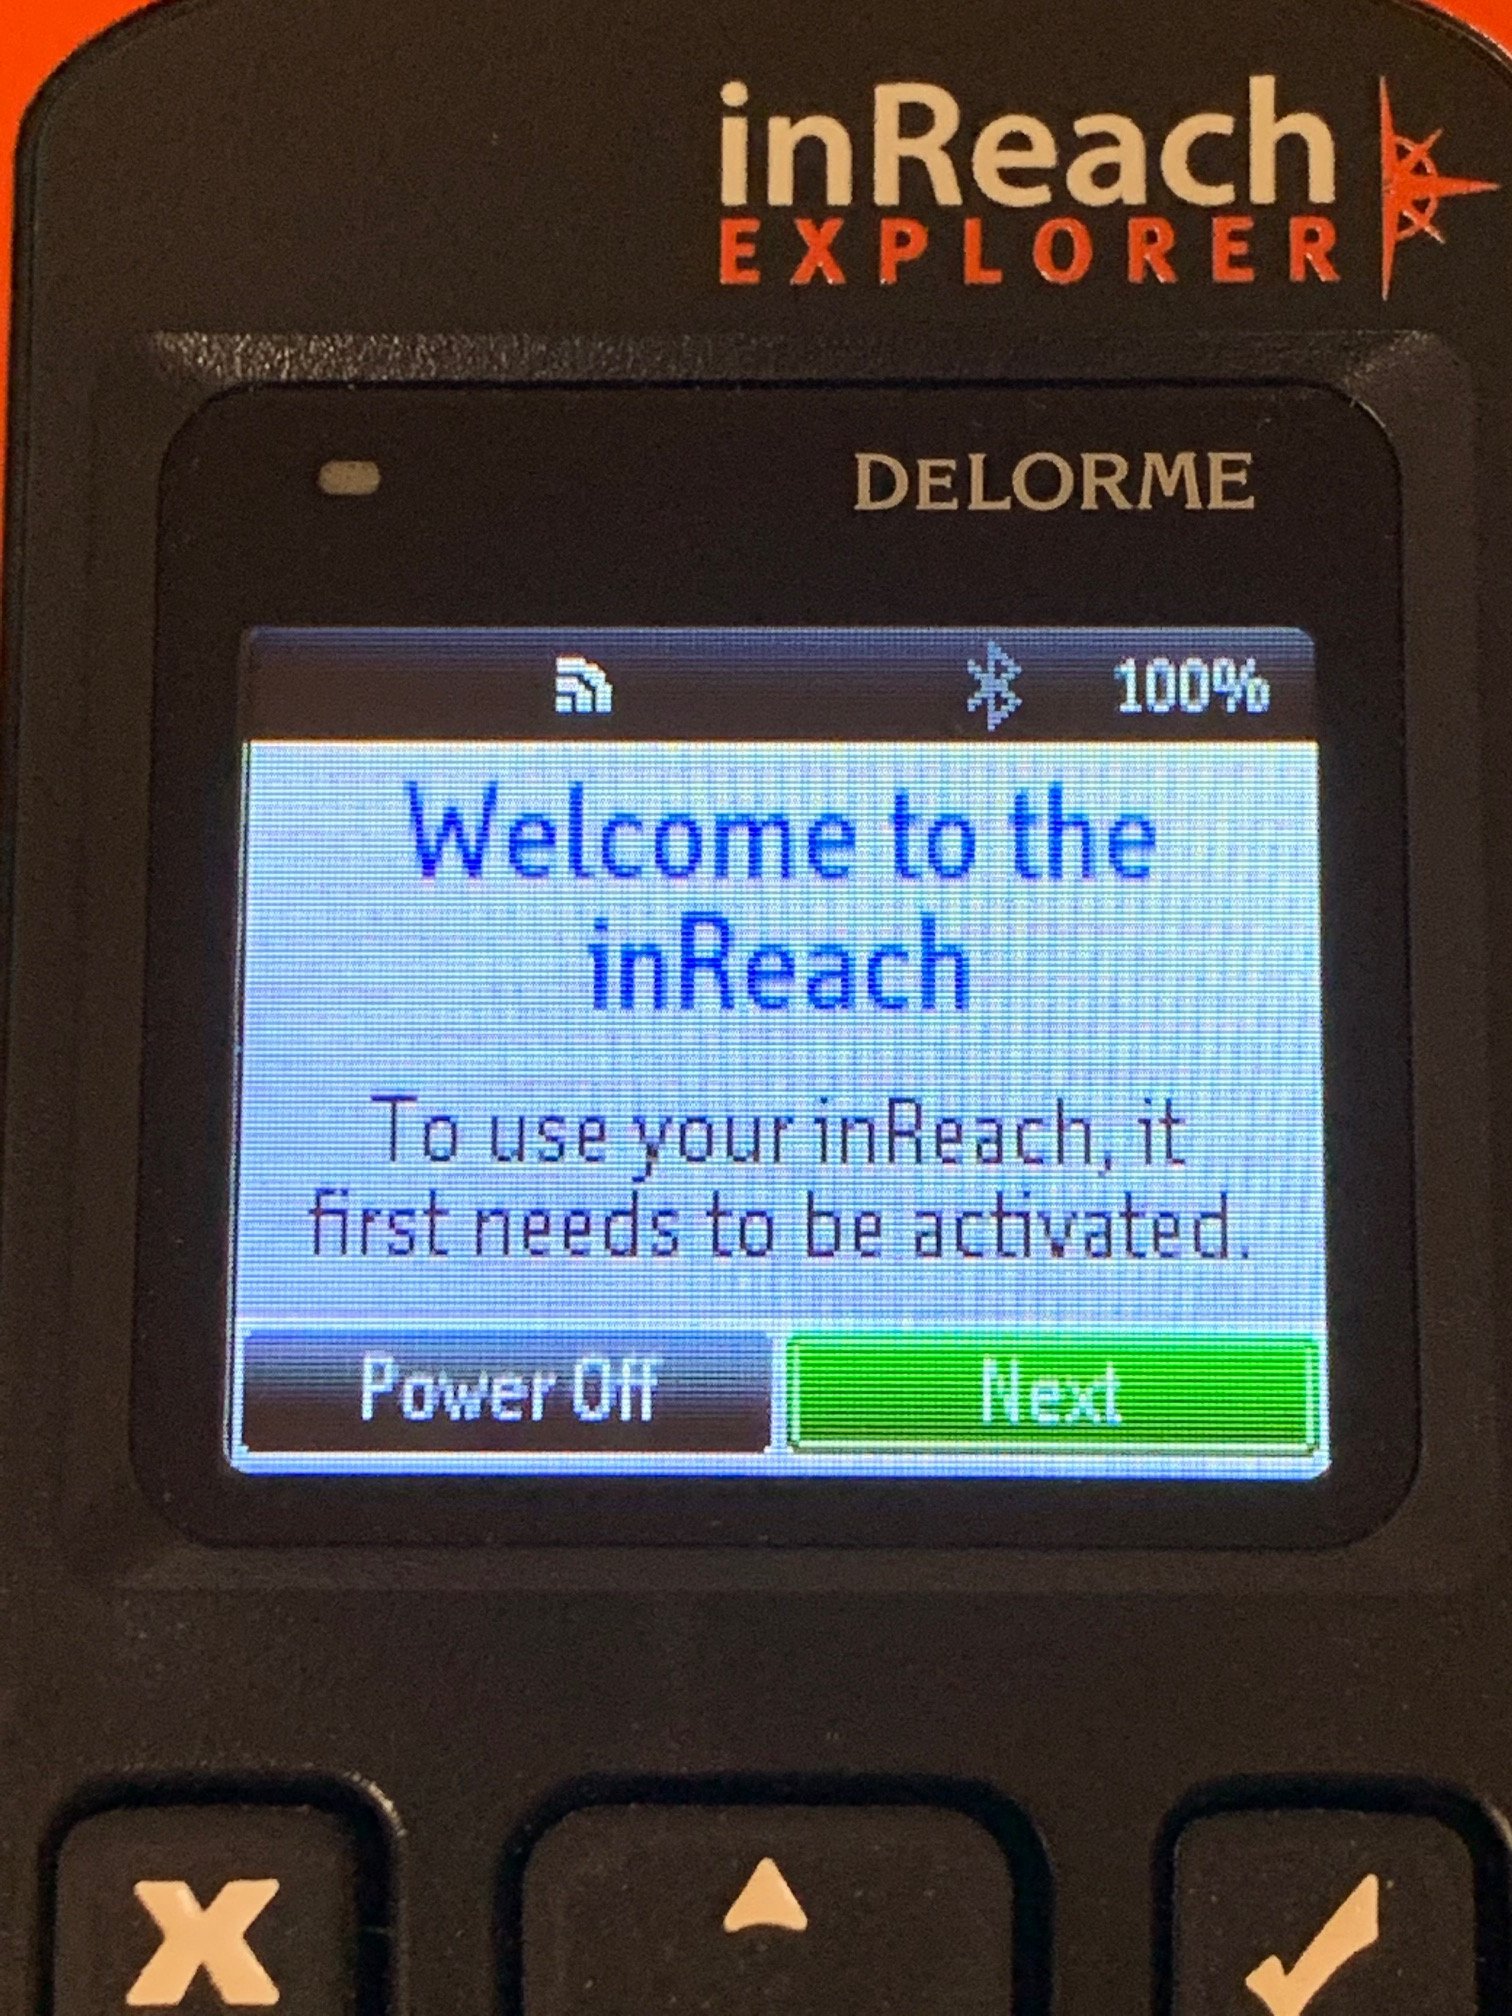 inReach
EXPLORER
DELORME
100%
Welcome to the
inReach
To use your inReach, it
first needs to be activated.
Power Off
Next